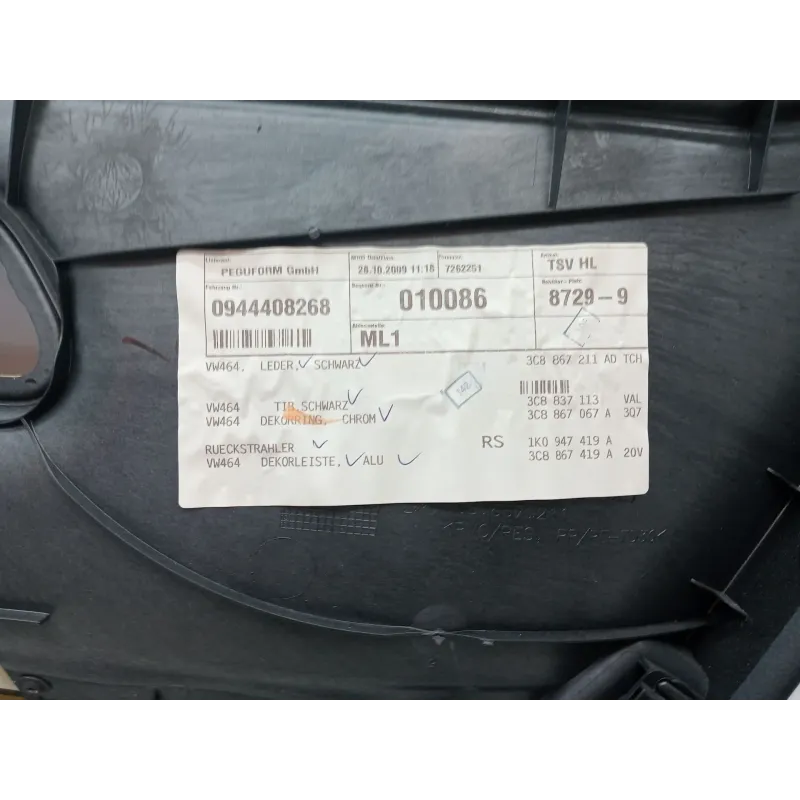 PEGUFORM GmbH 28.10.2009 11:18 7262251 TSV HL
0944408268 010086 8729-9
ML1
VW464. LEDER, SCHWARZ 3C8 867 211 AD TCH
VW464 TIB.SCHWARZ 3C8 837 113 VAL
VW464 DEKORRING, CHROM 3C8 867 067 A 3Q7
RUECKSTRAHLER RS 1K0 947 419 A
VW464 DEKORLEISTE, ALU 3C8 867 419 A 20V